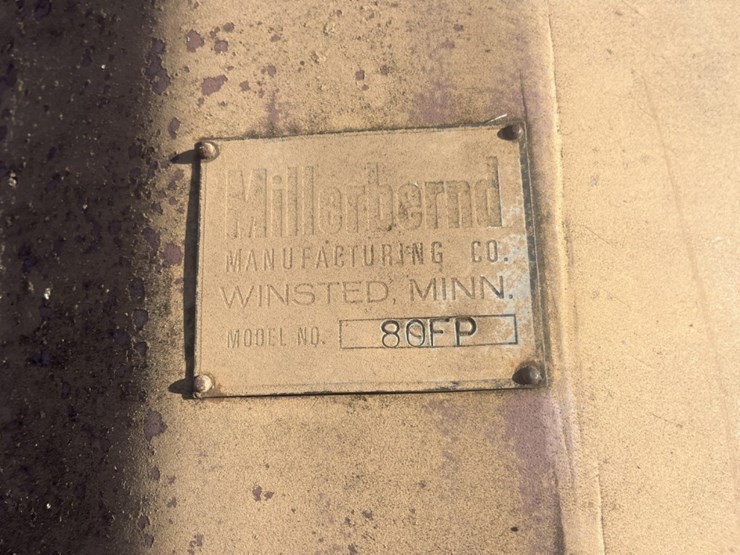 Millerbernd
MANUFACTURING CO.
WINSTED, MINN.
MODEL NO. 80FP